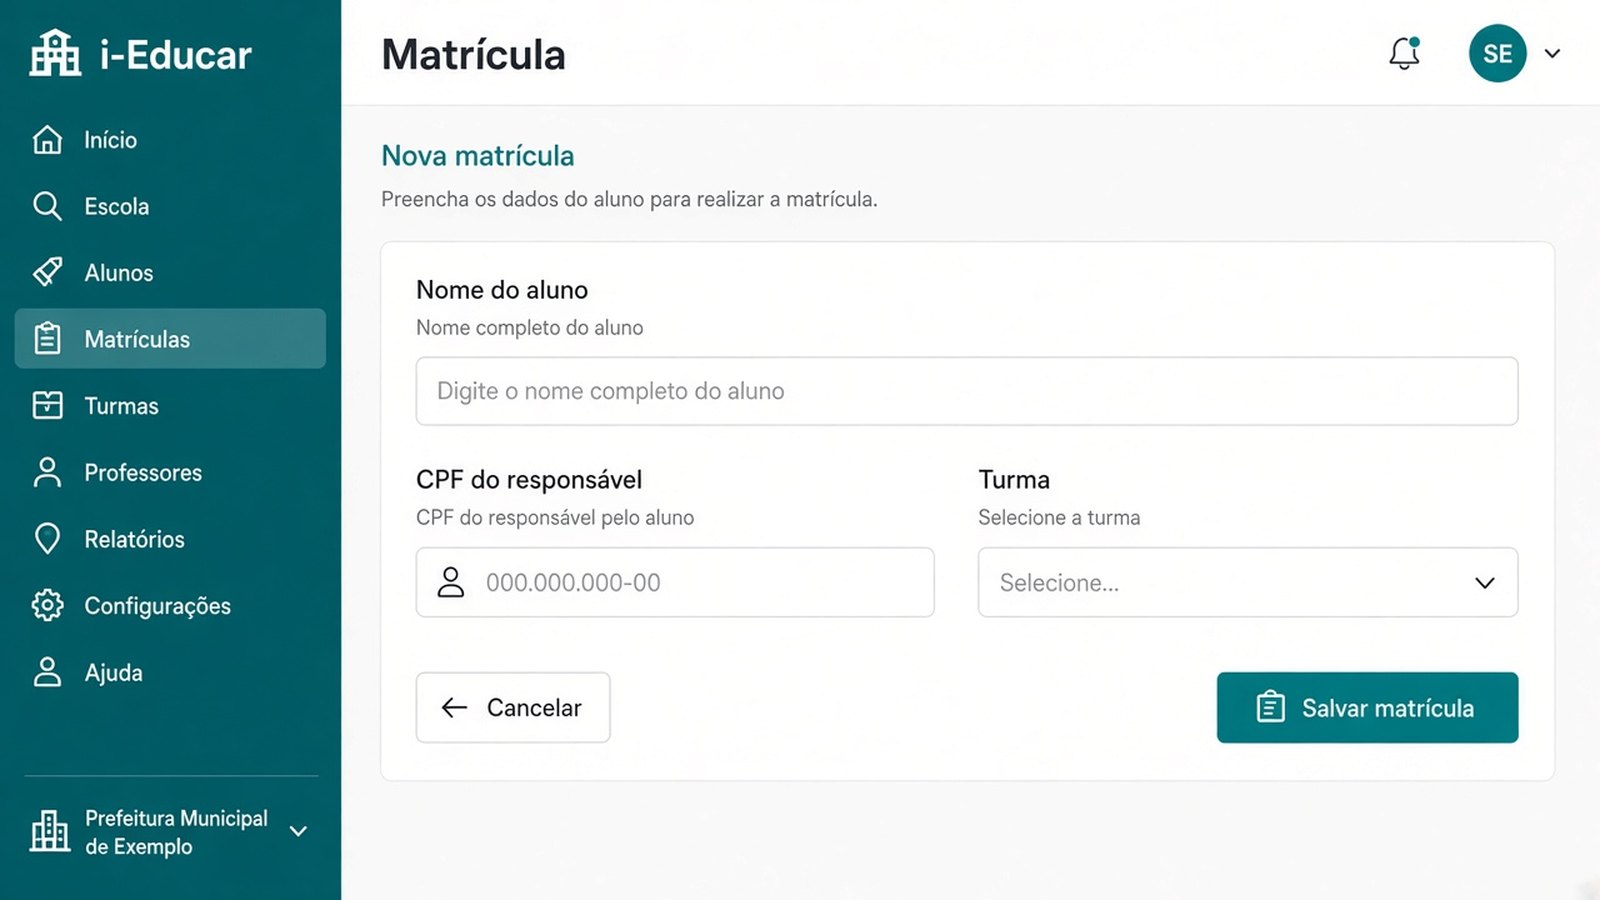 i-Educar
Início
Escola
Alunos
Matrículas
Turmas
Professores
Relatórios
Configurações
Ajuda
Prefeitura Municipal
de Exemplo
Matrícula
SE
Nova matrícula
Preencha os dados do aluno para realizar a matrícula.
Nome do aluno
Nome completo do aluno
Digite o nome completo do aluno
CPF do responsável
CPF do responsável pelo aluno
000.000.000-00
Turma
Selecione a turma
Selecione...
Cancelar
Salvar matrícula